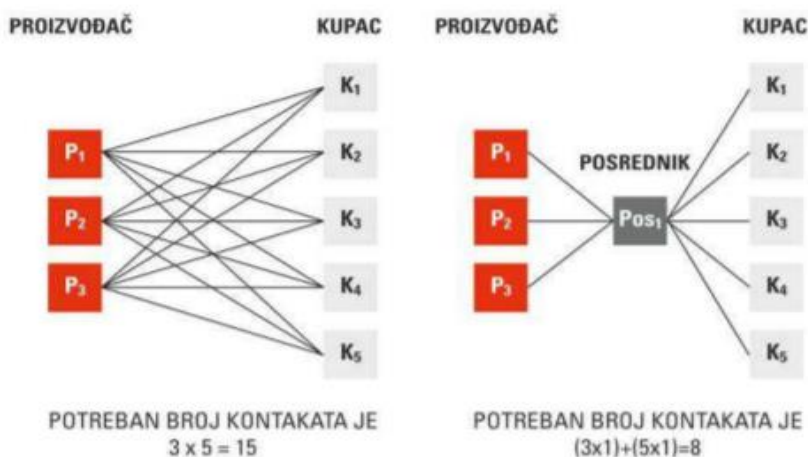 PROIZVOĐAČ
KUPAC
K₁
P₁
K₂
P₂
K₃
P₃
K₄
K₅
POTREBAN BROJ KONTAKATA JE
3 x 5 = 15
PROIZVOĐAČ
KUPAC
K₁
P₁
POSREDNIK
K₂
P₂
Pos₁
K₃
P₃
K₄
K₅
POTREBAN BROJ KONTAKATA JE
(3x1)+(5x1)=8